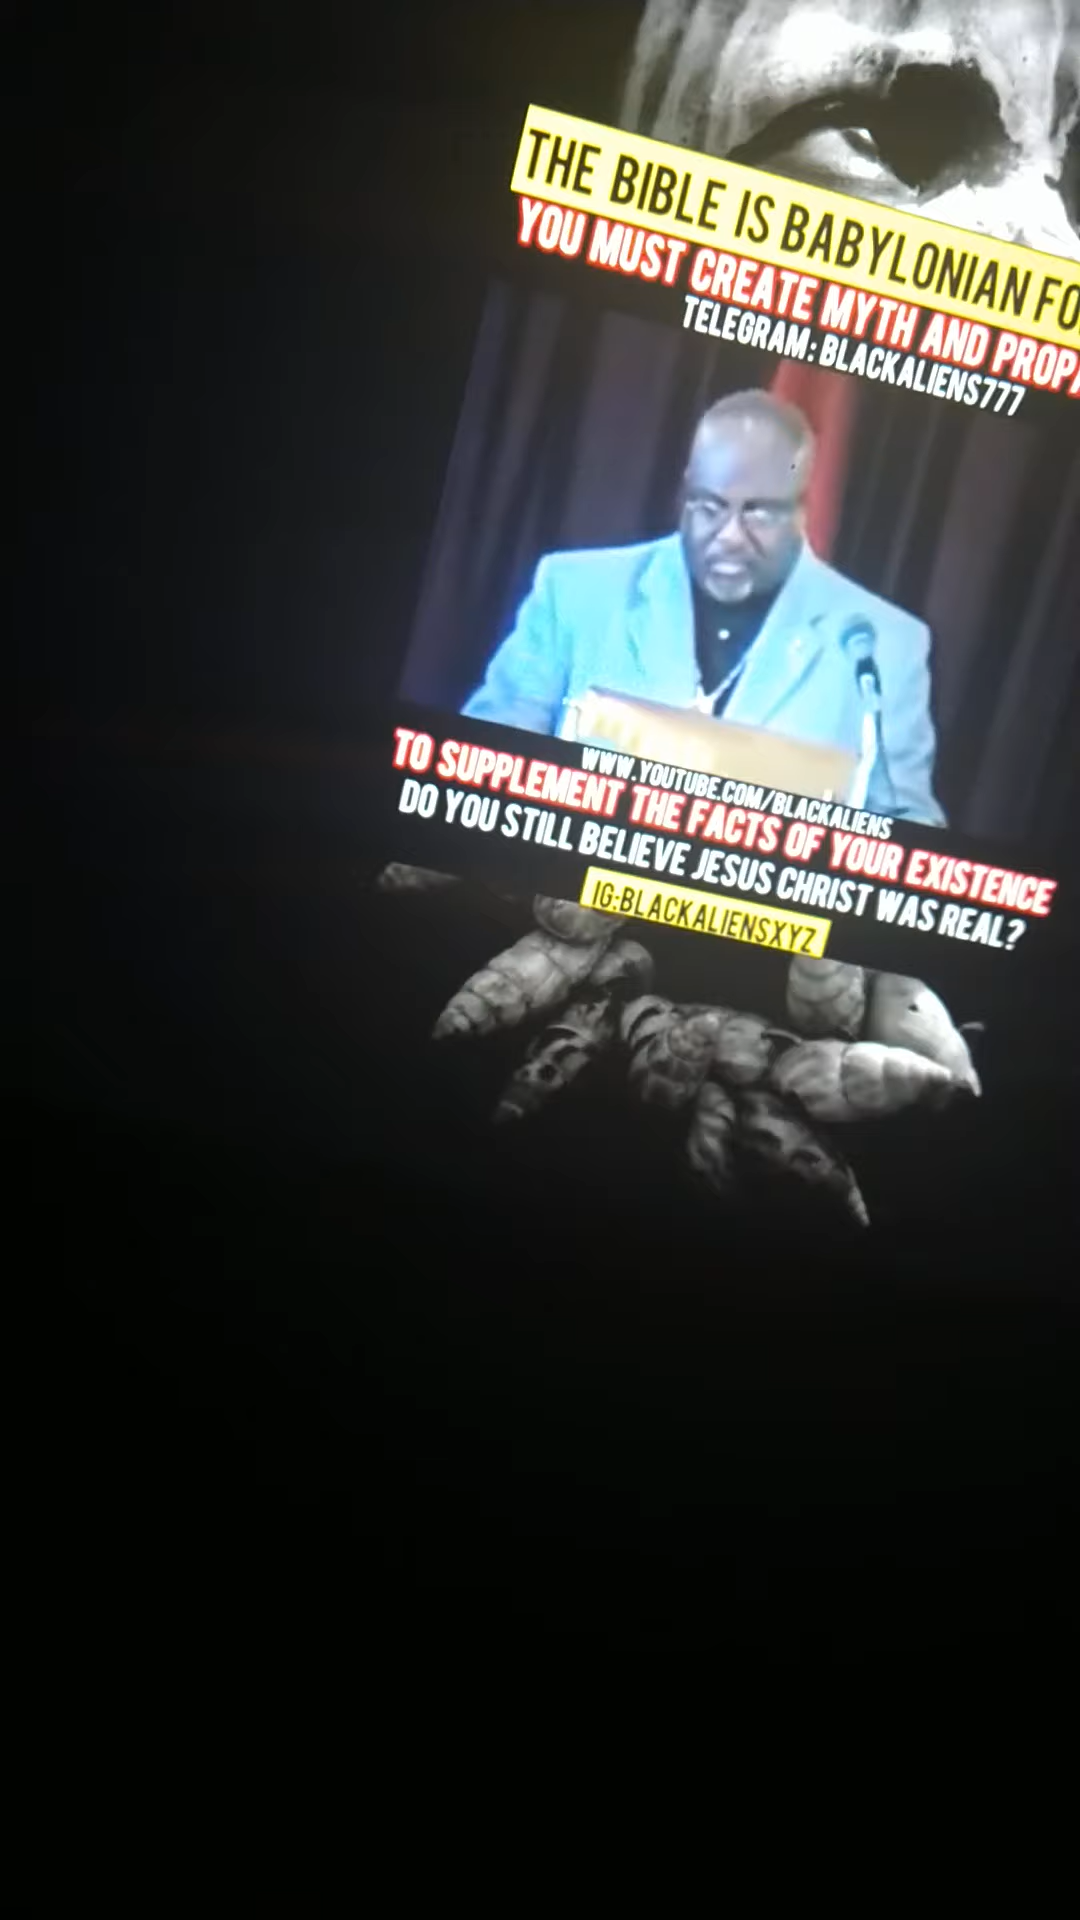 THE BIBLE IS BABYLONIAN
YOU MUST CREATE MYTH AND
TELEGRAM: BLACKALIENS777
WWW.YOUTUBE.COM/BLACKALIENS
TO SUPPLEMENT THE FACTS OF YOUR EXISTENCE
DO YOU STILL BELIEVE JESUS CHRIST WAS REAL?
IG:BLACKALIENSXYZ